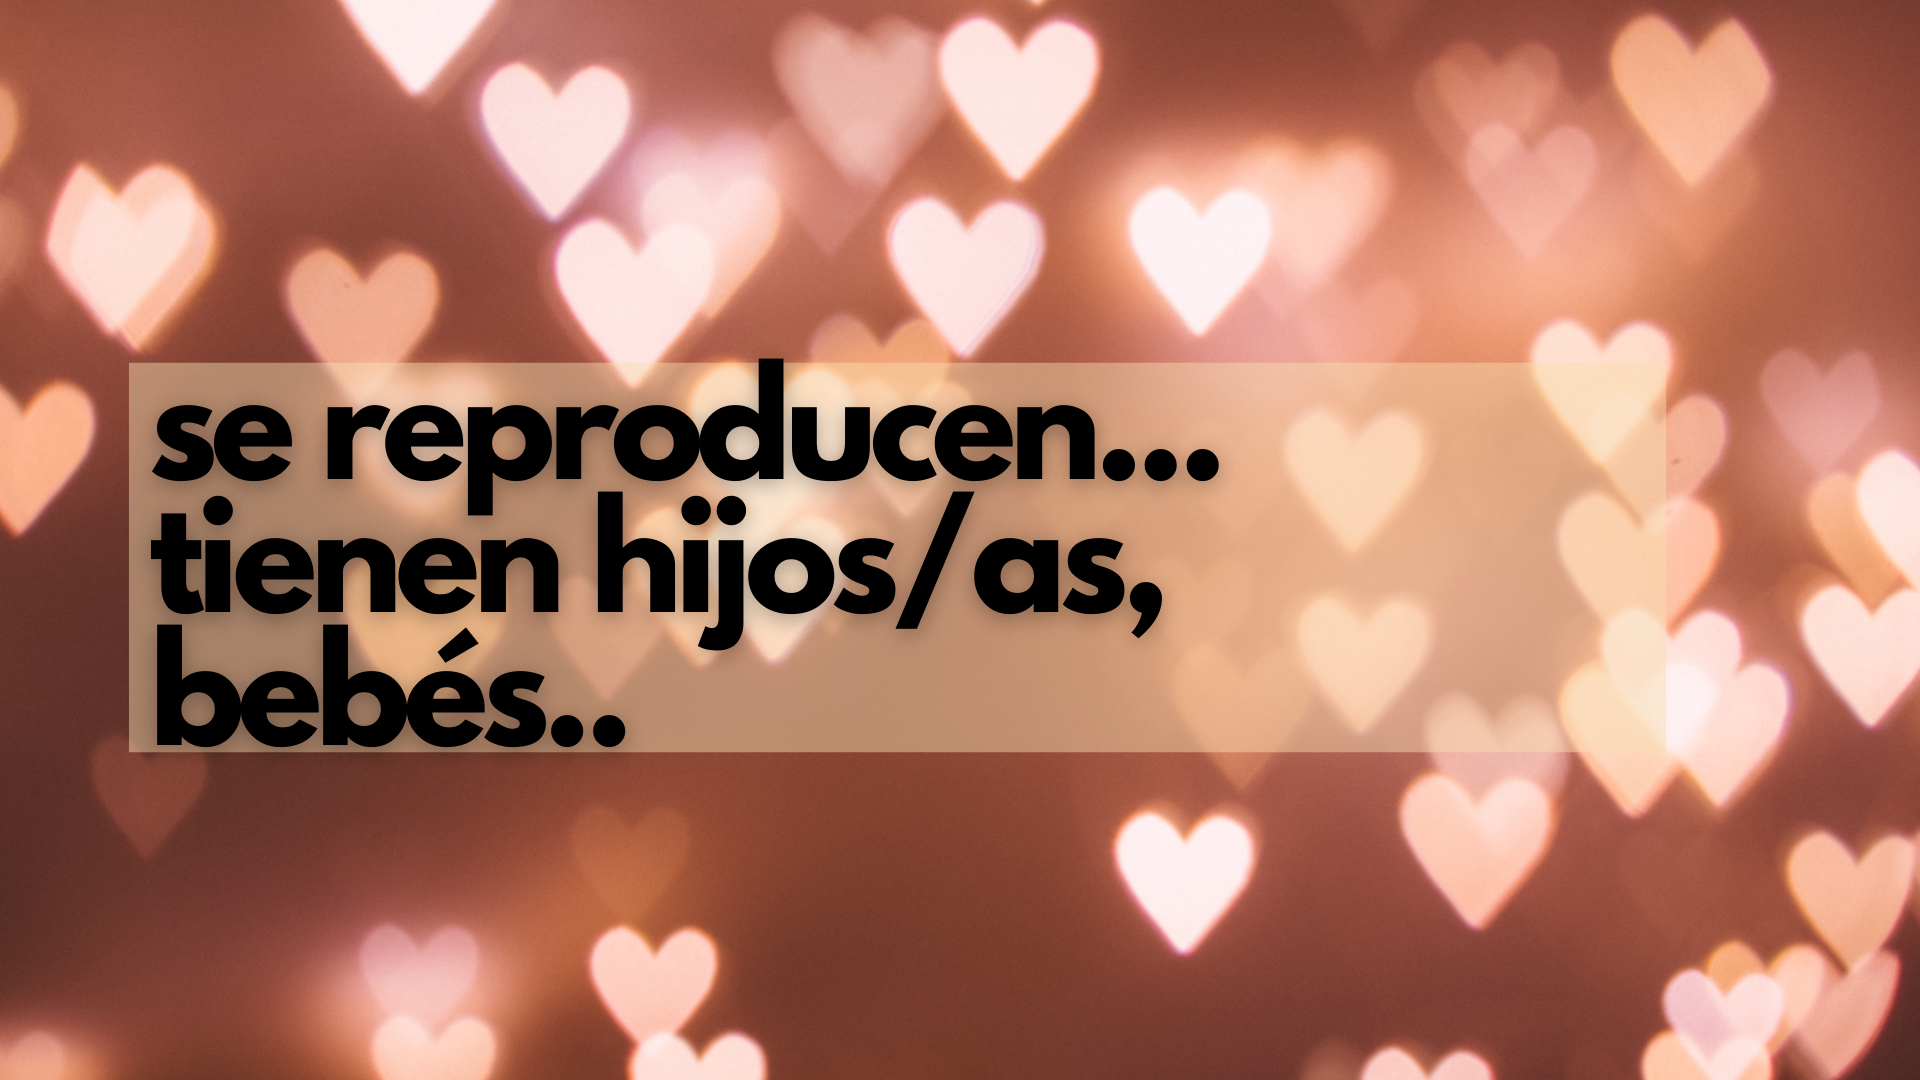 se reproducen...
tienen hijos/as,
bebés..